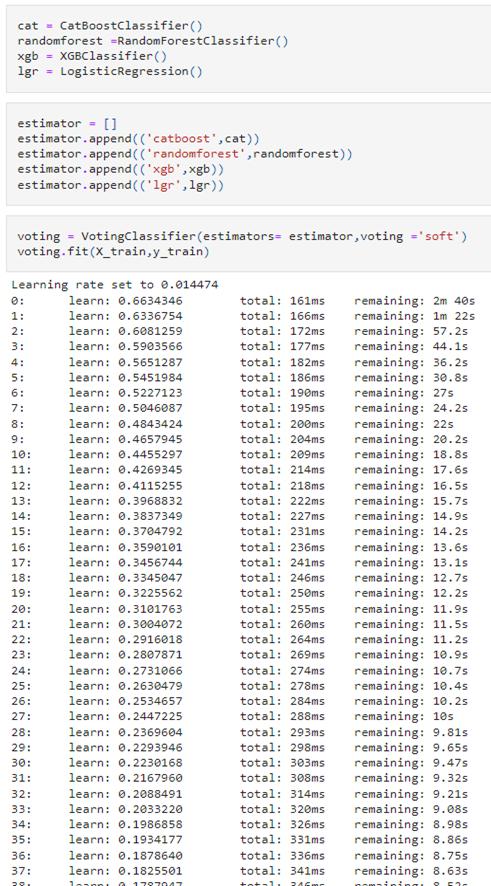 cat = CatBoostClassifier()
randomforest =RandomForestClassifier()
xgb = XGBClassifier()
lgr = LogisticRegression()
estimator = []
estimator.append(('catboost',cat))
estimator.append(('randomforest',randomforest))
estimator.append(('xgb',xgb))
estimator.append(('lgr',lgr))
voting = VotingClassifier(estimators= estimator,voting ='soft')
voting.fit(X_train,y_train)
Learning rate set to 0.014474
0: learn: 0.6634346 total: 161ms remaining: 2m 40s
1: learn: 0.6336754 total: 166ms remaining: 1m 22s
2: learn: 0.6081259 total: 172ms remaining: 57.2s
3: learn: 0.5903566 total: 177ms remaining: 44.1s
4: learn: 0.5651287 total: 182ms remaining: 36.2s
5: learn: 0.5451984 total: 186ms remaining: 30.8s
6: learn: 0.5227123 total: 190ms remaining: 27s
7: learn: 0.5046087 total: 195ms remaining: 24.2s
8: learn: 0.4843424 total: 200ms remaining: 22s
9: learn: 0.4657945 total: 204ms remaining: 20.2s
10: learn: 0.4455297 total: 209ms remaining: 18.8s
11: learn: 0.4269345 total: 214ms remaining: 17.6s
12: learn: 0.4115255 total: 218ms remaining: 16.5s
13: learn: 0.3968832 total: 222ms remaining: 15.7s
14: learn: 0.3837349 total: 227ms remaining: 14.9s
15: learn: 0.3704792 total: 231ms remaining: 14.2s
16: learn: 0.3590101 total: 236ms remaining: 13.6s
17: learn: 0.3456744 total: 241ms remaining: 13.1s
18: learn: 0.3345047 total: 246ms remaining: 12.7s
19: learn: 0.3225562 total: 250ms remaining: 12.2s
20: learn: 0.3101763 total: 255ms remaining: 11.9s
21: learn: 0.3004072 total: 260ms remaining: 11.5s
22: learn: 0.2916018 total: 264ms remaining: 11.2s
23: learn: 0.2807871 total: 269ms remaining: 10.9s
24: learn: 0.2731066 total: 274ms remaining: 10.7s
25: learn: 0.2630479 total: 278ms remaining: 10.4s
26: learn: 0.2534657 total: 284ms remaining: 10.2s
27: learn: 0.2447225 total: 288ms remaining: 10s
28: learn: 0.2369604 total: 293ms remaining: 9.81s
29: learn: 0.2293946 total: 298ms remaining: 9.65s
30: learn: 0.2230168 total: 303ms remaining: 9.47s
31: learn: 0.2167960 total: 308ms remaining: 9.32s
32: learn: 0.2088491 total: 314ms remaining: 9.21s
33: learn: 0.2033220 total: 320ms remaining: 9.08s
34: learn: 0.1986858 total: 326ms remaining: 8.98s
35: learn: 0.1934177 total: 331ms remaining: 8.86s
36: learn: 0.1878640 total: 336ms remaining: 8.75s
37: learn: 0.1825501 total: 341ms remaining: 8.63s